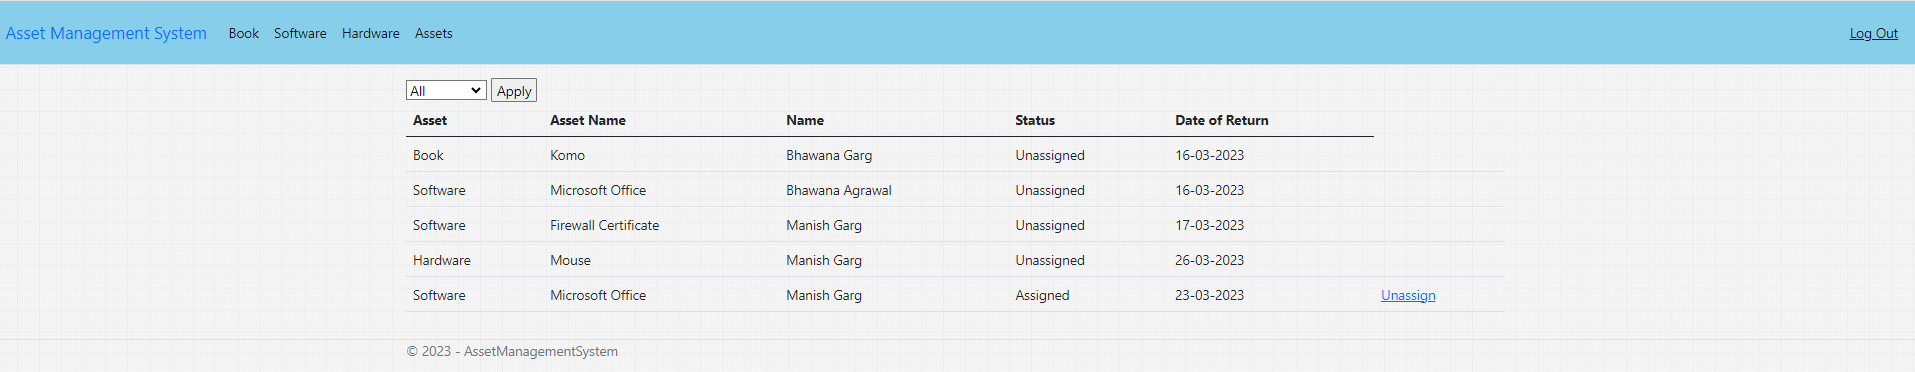 Asset Management System Book Software Hardware Assets Log Out
All Apply
Asset Asset Name Name Status Date of Return
Book Komo Bhawana Garg Unassigned 16-03-2023
Software Microsoft Office Bhawana Agrawal Unassigned 16-03-2023
Software Firewall Certificate Manish Garg Unassigned 17-03-2023
Hardware Mouse Manish Garg Unassigned 26-03-2023
Software Microsoft Office Manish Garg Assigned 23-03-2023 Unassign
© 2023 - AssetManagementSystem